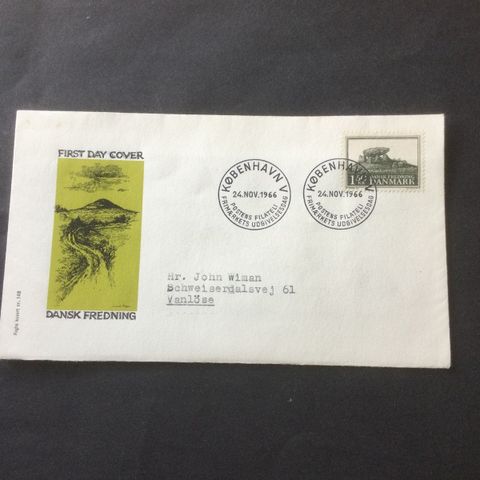 FIRST DAY COVER
DANSK FREDNING
KØBENHAVN V
24.NOV.1966
POSTENS FILATELI
FRIMÆRKETS UDGIVELSESDAG
KØBENHAVN V
24.NOV.1966
POSTENS FILATELI
FRIMÆRKETS UDGIVELSESDAG
DANSK FREDNING
DANMARK
Hr. John Wiman
Schweiserdalsvej 61
Vanløse